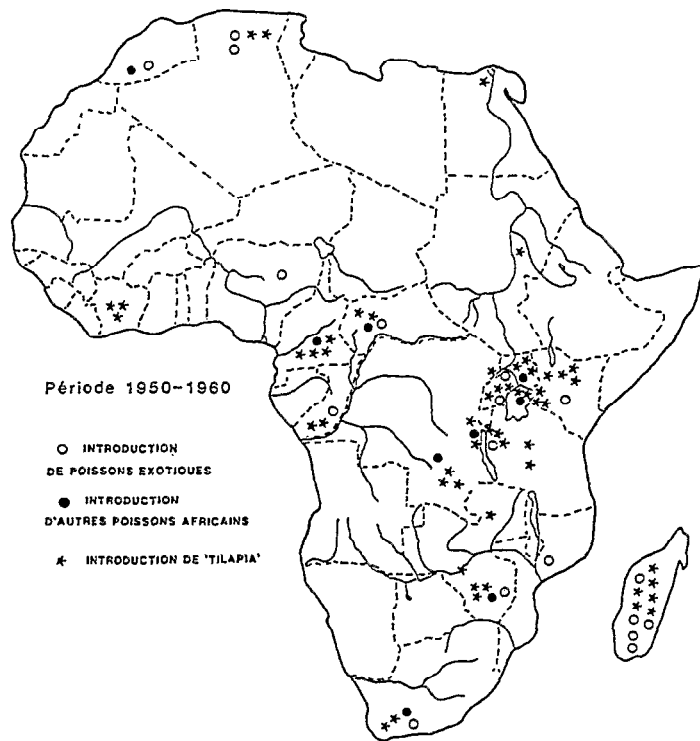 Période 1950-1960
○ INTRODUCTION
DE POISSONS EXOTIQUES
● INTRODUCTION
D'AUTRES POISSONS AFRICAINS
* INTRODUCTION DE 'TILAPIA'